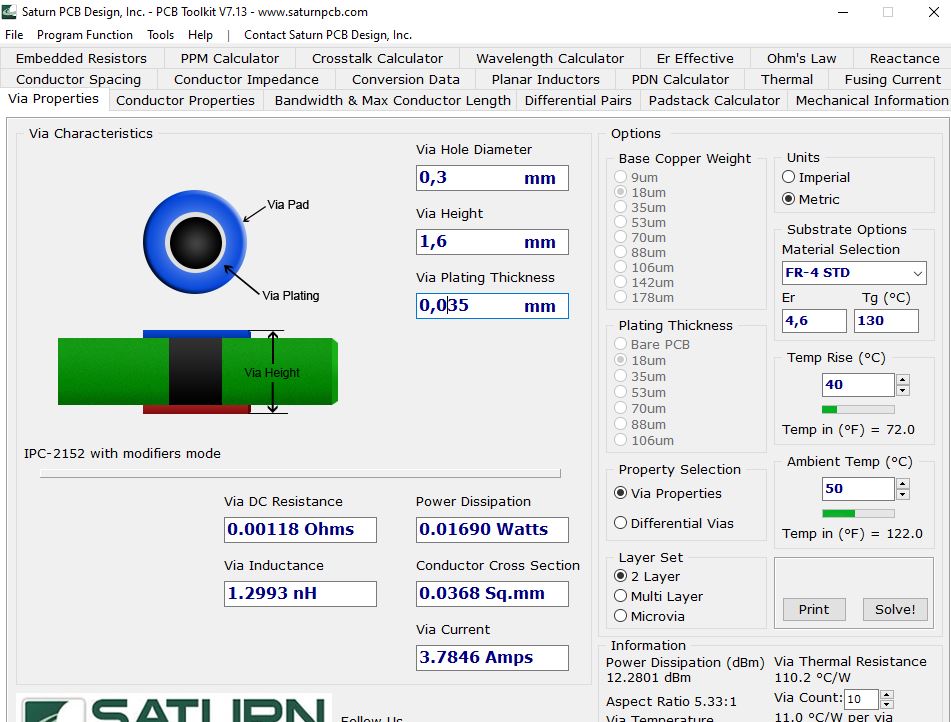 Saturn PCB Design, Inc. - PCB Toolkit V7.13 - www.saturnpcb.com
File Program Function Tools Help | Contact Saturn PCB Design, Inc.
Embedded Resistors PPM Calculator Crosstalk Calculator Wavelength Calculator Er Effective Ohm's Law Reactance
Conductor Spacing Conductor Impedance Conversion Data Planar Inductors PDN Calculator Thermal Fusing Current
Via Properties Conductor Properties Bandwidth & Max Conductor Length Differential Pairs Padstack Calculator Mechanical Information
Via Characteristics
Via Pad
Via Plating
Via Height
Via Hole Diameter
0,3 mm
Via Height
1,6 mm
Via Plating Thickness
0,035 mm
IPC-2152 with modifiers mode
Via DC Resistance
0.00118 Ohms
Power Dissipation
0.01690 Watts
Via Inductance
1.2993 nH
Conductor Cross Section
0.0368 Sq.mm
Via Current
3.7846 Amps
SATURN
Follow Us
Options
Base Copper Weight
9um
18um
35um
53um
70um
88um
106um
142um
178um
Plating Thickness
Bare PCB
18um
35um
53um
70um
88um
106um
Property Selection
Via Properties
Differential Vias
Layer Set
2 Layer
Multi Layer
Microvia
Units
Imperial
Metric
Substrate Options
Material Selection
FR-4 STD
Er Tg (°C)
4,6 130
Temp Rise (°C)
40
Temp in (°F) = 72.0
Ambient Temp (°C)
50
Temp in (°F) = 122.0
Print Solve!
Information
Power Dissipation (dBm)
12.2801 dBm
Aspect Ratio 5.33:1
Via Temperature
Via Thermal Resistance
110.2 °C/W
Via Count: 10
11.0 °C/W per via